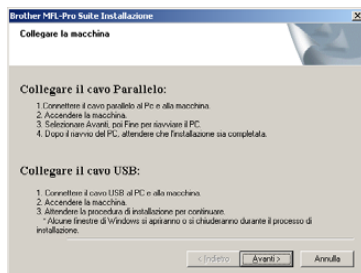 Brother MFL-Pro Suite Installazione
Collegare la macchina
Collegare il cavo Parallelo:
1. Connettere il cavo parallelo al Pc e alla macchina.
2. Accendere la macchina.
3. Selezionare Avanti, poi Fine per riavviare il PC.
4. Dopo il riavvio del PC, attendere che l'installazione sia completata.
Collegare il cavo USB:
1. Connettere il cavo USB al PC e alla macchina.
2. Accendere la macchina.
3. Attendere la procedura di installazione per continuare.
* Alcune finestre di Windows si apriranno o si chiuderanno durante il processo di
installazione.
< Indietro Avanti > Annulla